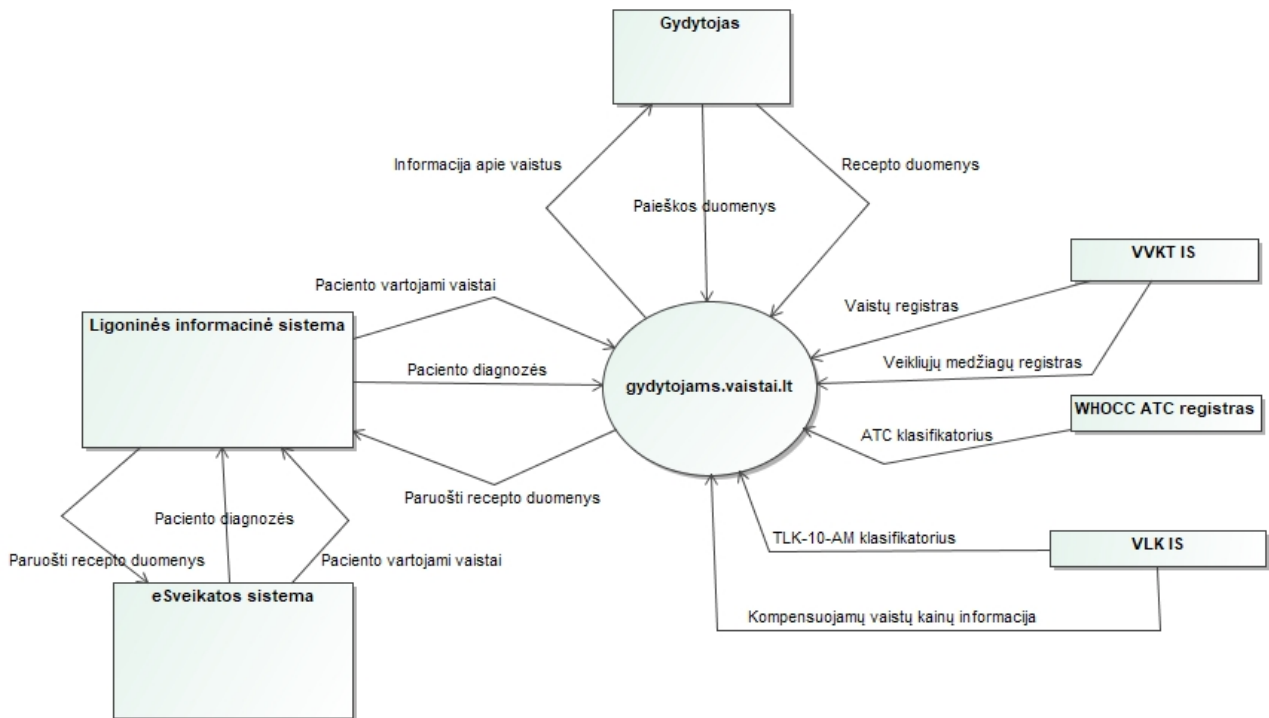 Gydytojas
Informacija apie vaistus
Recepto duomenys
Paieškos duomenys
VVKT IS
Paciento vartojami vaistai
Vaistų registras
Ligoninės informacinė sistema
Veikliųjų medžiagų registras
Paciento diagnozės
gydytojams.vaistai.lt
WHOCC ATC registras
ATC klasifikatorius
Paruošti recepto duomenys
Paciento diagnozės
TLK-10-AM klasifikatorius
VLK IS
Paruošti recepto duomenys
Paciento vartojami vaistai
eSveikatos sistema
Kompensuojamų vaistų kainų informacija